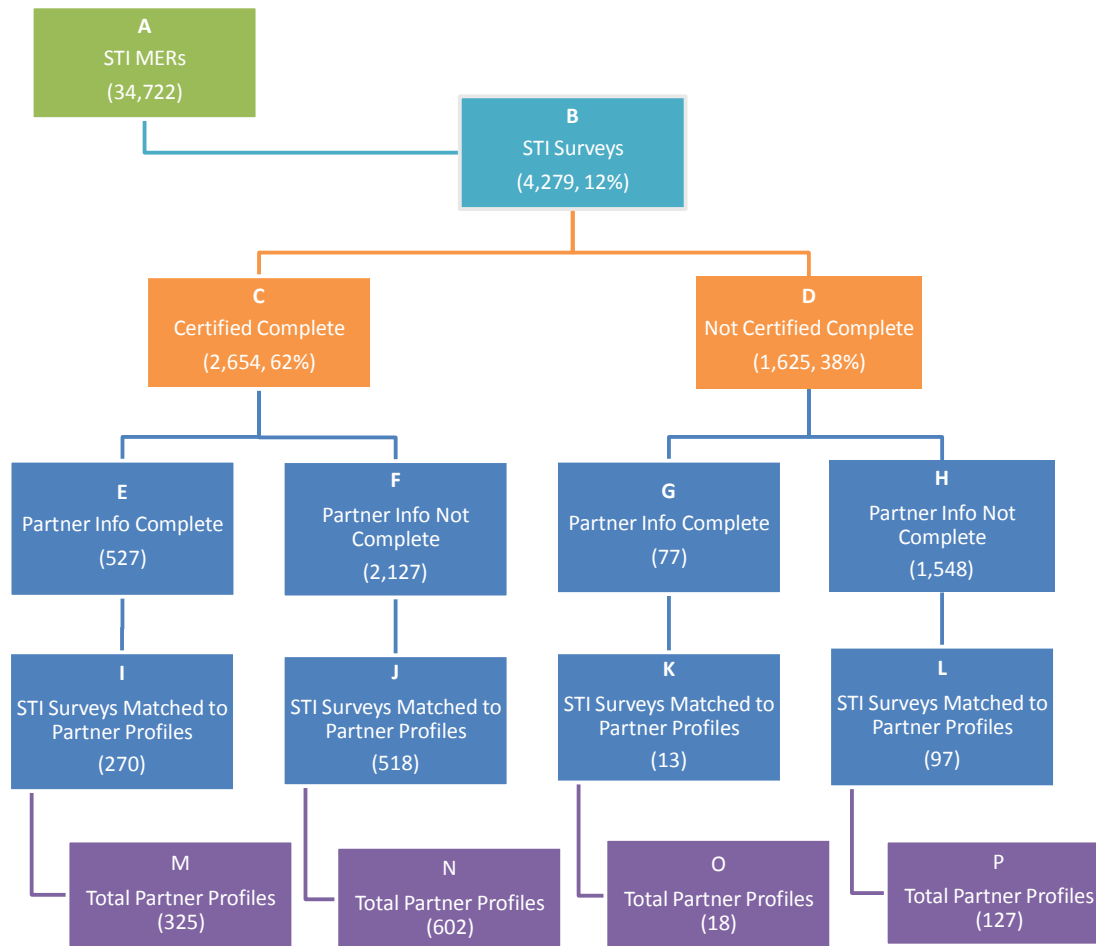 A
STI MERs
(34,722)
B
STI Surveys
(4,279, 12%)
C
Certified Complete
(2,654, 62%)
D
Not Certified Complete
(1,625, 38%)
E
Partner Info Complete
(527)
F
Partner Info Not
Complete
(2,127)
G
Partner Info Complete
(77)
H
Partner Info Not
Complete
(1,548)
I
STI Surveys Matched to
Partner Profiles
(270)
J
STI Surveys Matched to
Partner Profiles
(518)
K
STI Surveys Matched to
Partner Profiles
(13)
L
STI Surveys Matched to
Partner Profiles
(97)
M
Total Partner Profiles
(325)
N
Total Partner Profiles
(602)
O
Total Partner Profiles
(18)
P
Total Partner Profiles
(127)